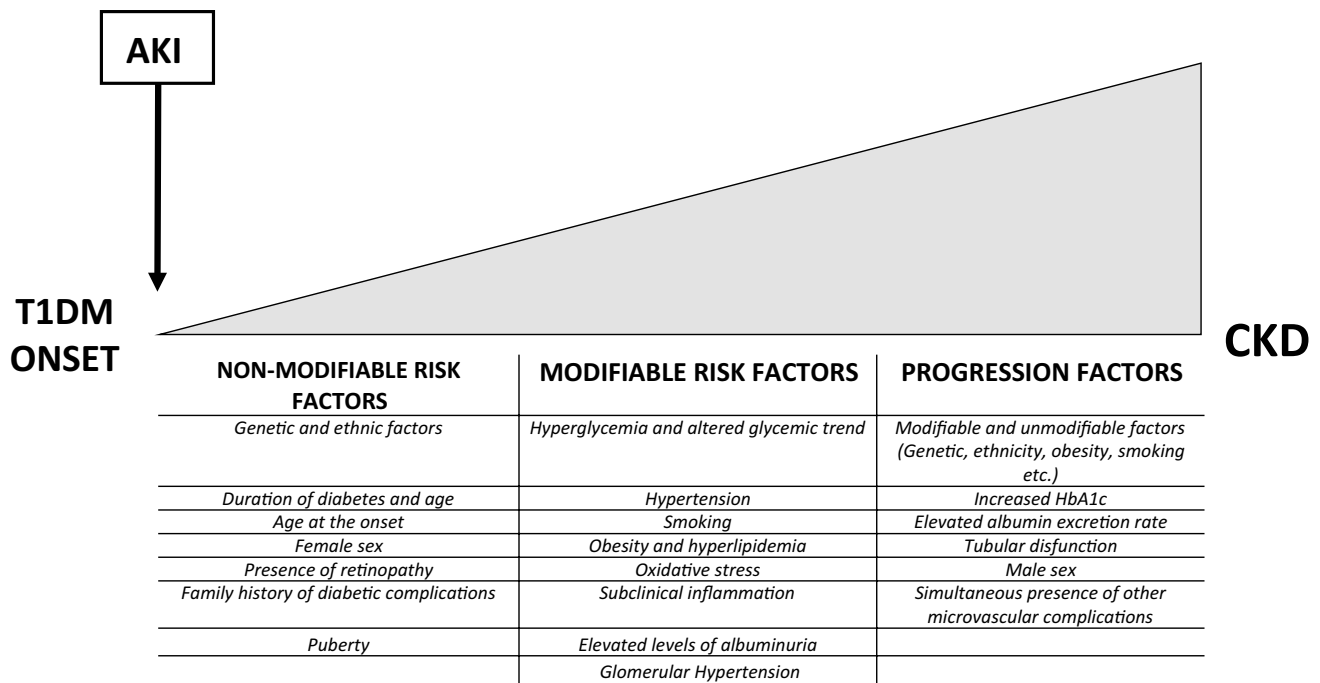 AKI
T1DM
ONSET
CKD
NON-MODIFIABLE RISK
FACTORS
MODIFIABLE RISK FACTORS
PROGRESSION FACTORS
Genetic and ethnic factors
Hyperglycemia and altered glycemic trend
Modifiable and unmodifiable factors
(Genetic, ethnicity, obesity, smoking
etc.)
Duration of diabetes and age
Hypertension
Increased HbA1c
Age at the onset
Smoking
Elevated albumin excretion rate
Female sex
Obesity and hyperlipidemia
Tubular disfunction
Presence of retinopathy
Oxidative stress
Male sex
Family history of diabetic complications
Subclinical inflammation
Simultaneous presence of other
microvascular complications
Puberty
Elevated levels of albuminuria
Glomerular Hypertension